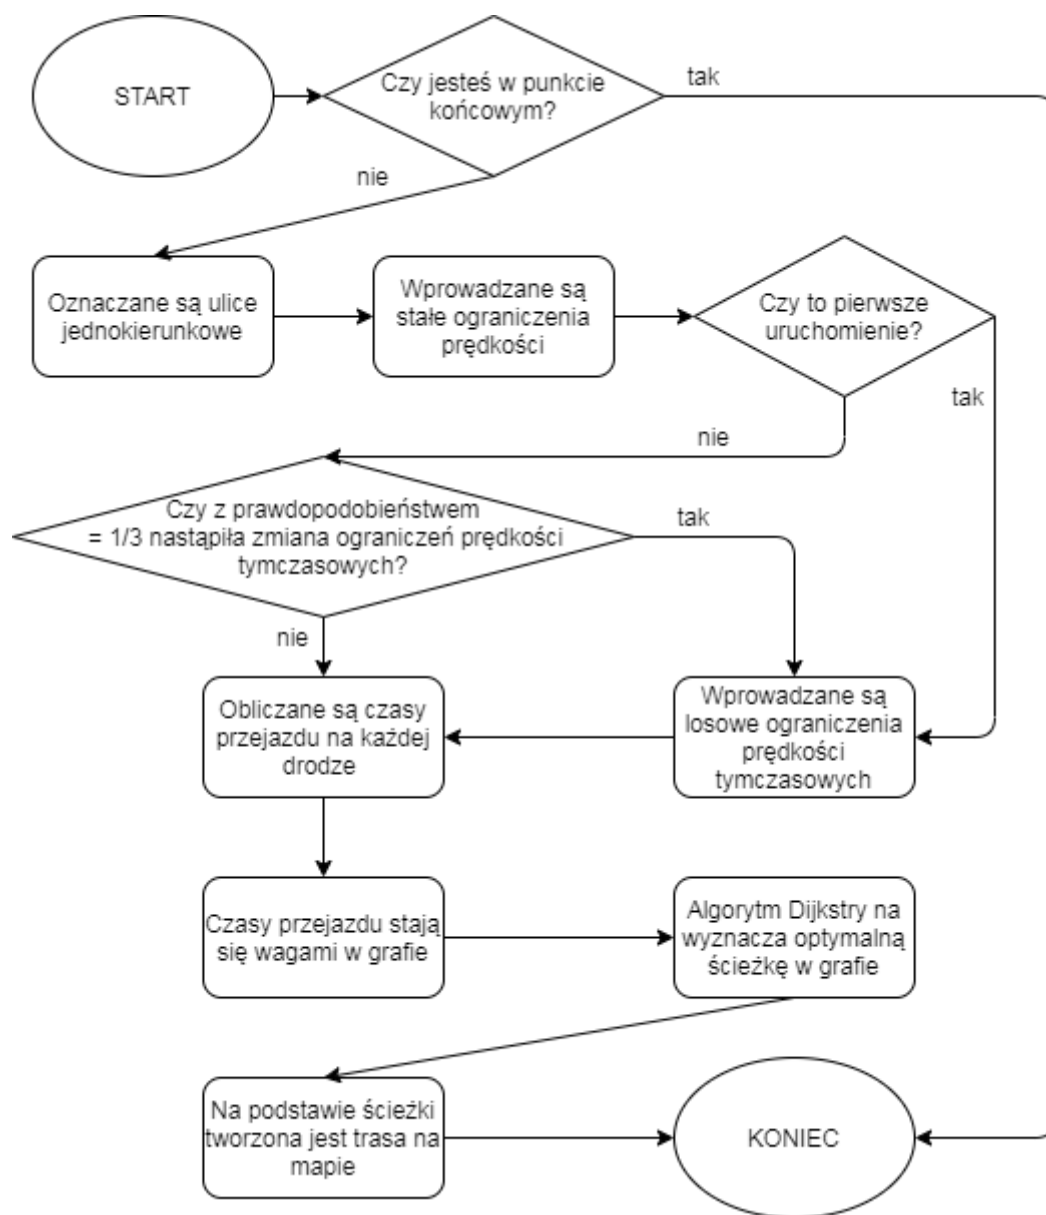 START
Czy jesteś w punkcie
końcowym?
tak
nie
Oznaczane są ulice
jednokierunkowe
Wprowadzane są
stałe ograniczenia
prędkości
Czy to pierwsze
uruchomienie?
tak
nie
Czy z prawdopodobieństwem
= 1/3 nastąpiła zmiana ograniczeń prędkości
tymczasowych?
tak
nie
Obliczane są czasy
przejazdu na każdej
drodze
Wprowadzane są
losowe ograniczenia
prędkości
tymczasowych
Czasy przejazdu stają
się wagami w grafie
Algorytm Dijkstry na
wyznacza optymalną
ścieżkę w grafie
Na podstawie ścieżki
tworzona jest trasa na
mapie
KONIEC